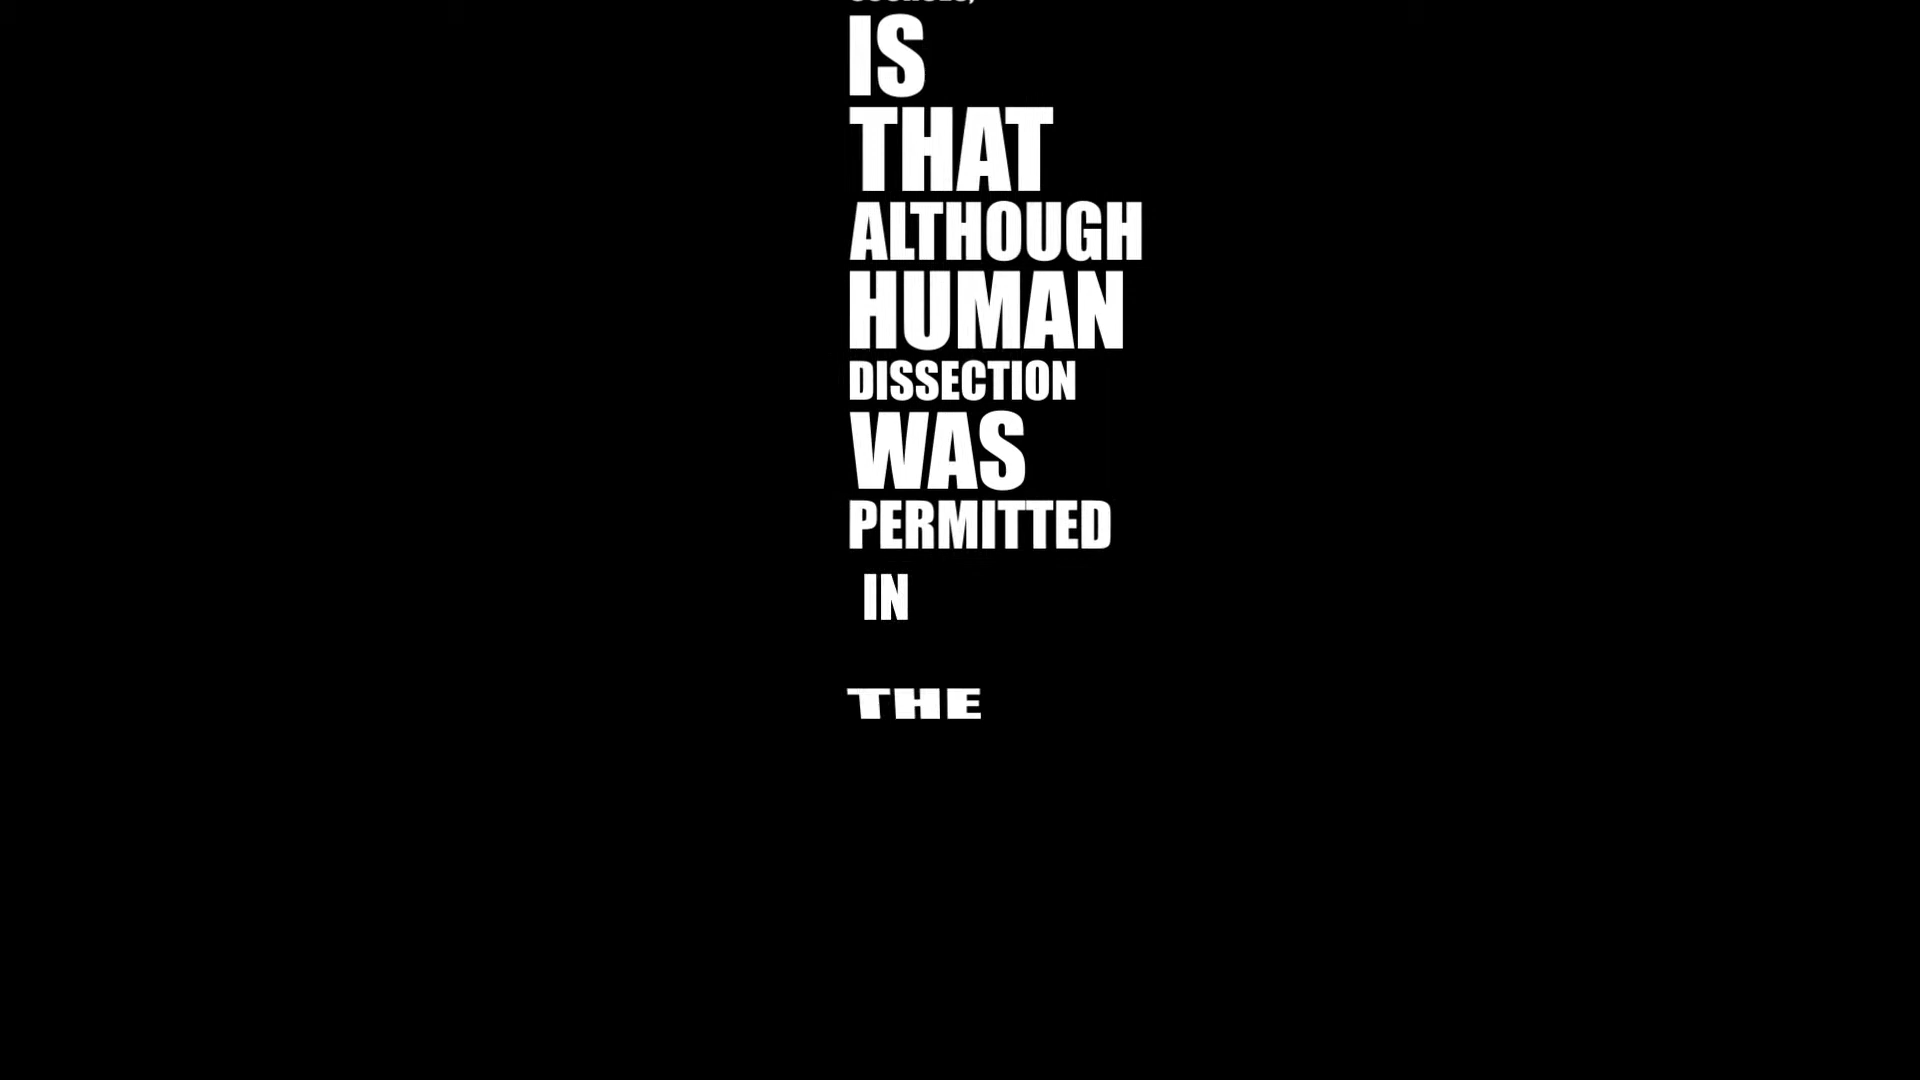 IS
THAT
ALTHOUGH
HUMAN
DISSECTION
WAS
PERMITTED
IN
THE